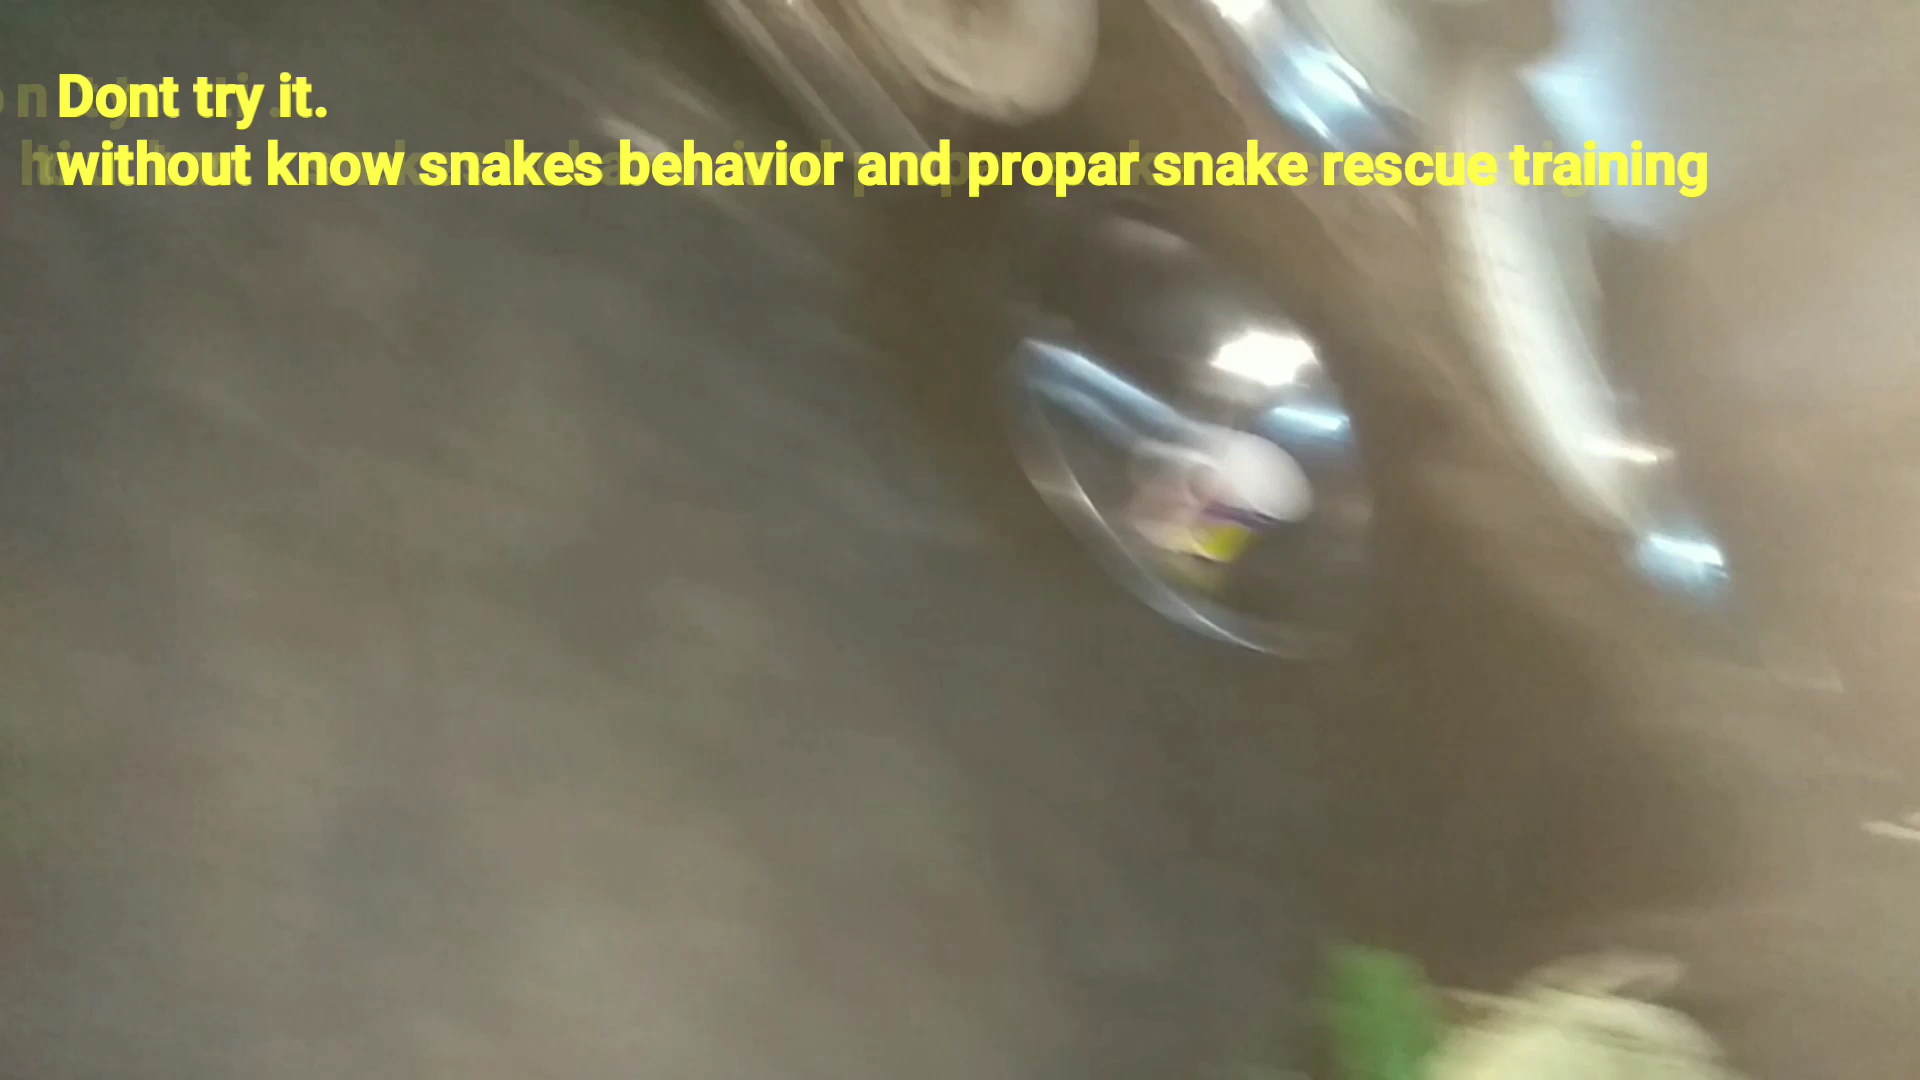 Dont try it.
without know snakes behavior and propar snake rescue training